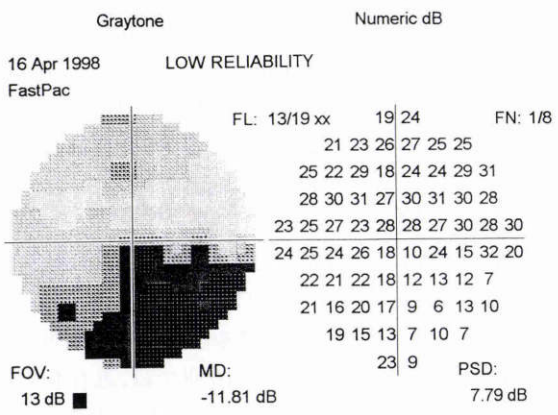 Graytone Numeric dB
16 Apr 1998 LOW RELIABILITY
FastPac
FL: 13/19 xx 19 24 FN: 1/8
21 23 26 27 25 25
25 22 29 18 24 24 29 31
28 30 31 27 30 31 30 28
23 25 27 23 28 28 27 30 28 30
24 25 24 26 18 10 24 15 32 20
22 21 22 18 12 13 12 7
21 16 20 17 9 6 13 10
19 15 13 7 10 7
23 9
FOV: MD: PSD:
13 dB -11.81 dB 7.79 dB